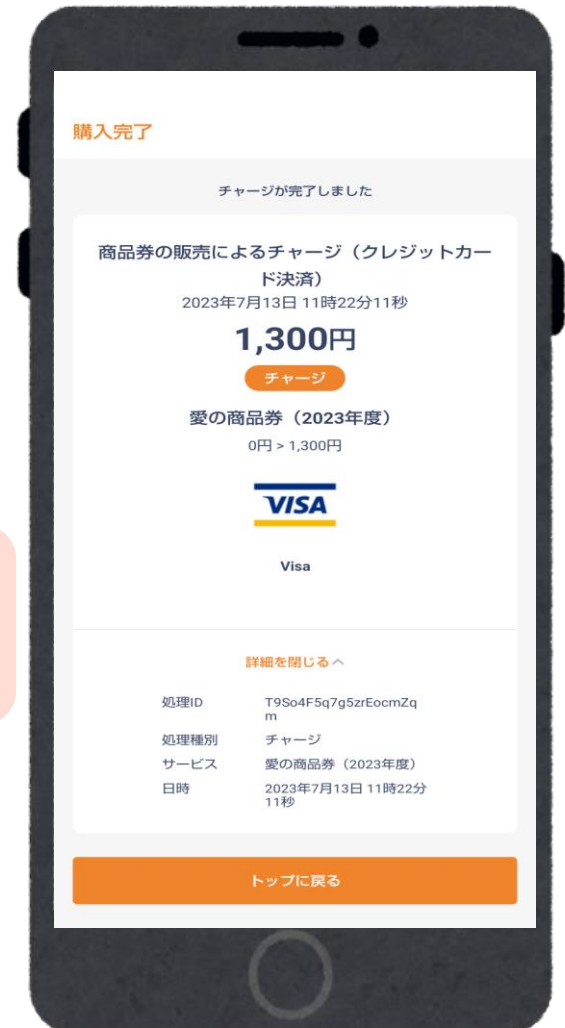 購入完了
チャージが完了しました
商品券の販売によるチャージ（クレジットカー
ド決済）
2023年7月13日 11時22分11秒
1,300円
チャージ
愛の商品券（2023年度）
0円 > 1,300円
VISA
Visa
詳細を閉じる
処理ID T9So4F5q7g5zrEocmZq
m
処理種別 チャージ
サービス 愛の商品券（2023年度）
日時 2023年7月13日 11時22分
11秒
トップに戻る